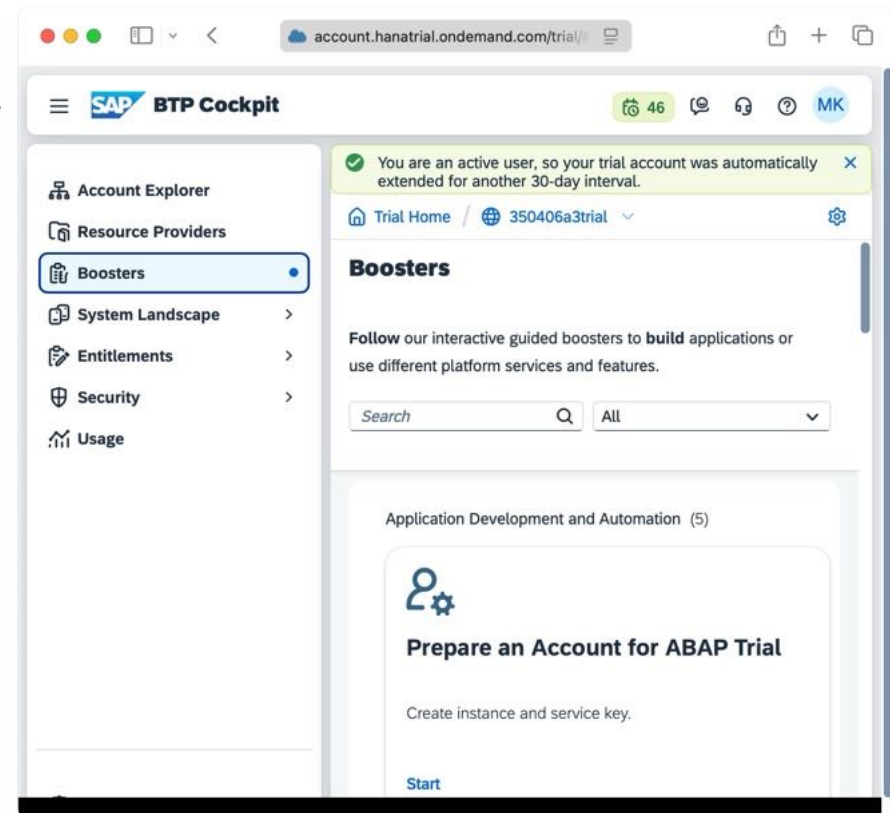 account.hanatrial.ondemand.com/trial/
SAP BTP Cockpit
46
MK
Account Explorer
Resource Providers
Boosters
System Landscape
Entitlements
Security
Usage
You are an active user, so your trial account was automatically
extended for another 30-day interval.
Trial Home / 350406a3trial
Boosters
Follow our interactive guided boosters to build applications or
use different platform services and features.
Search
All
Application Development and Automation (5)
Prepare an Account for ABAP Trial
Create instance and service key.
Start